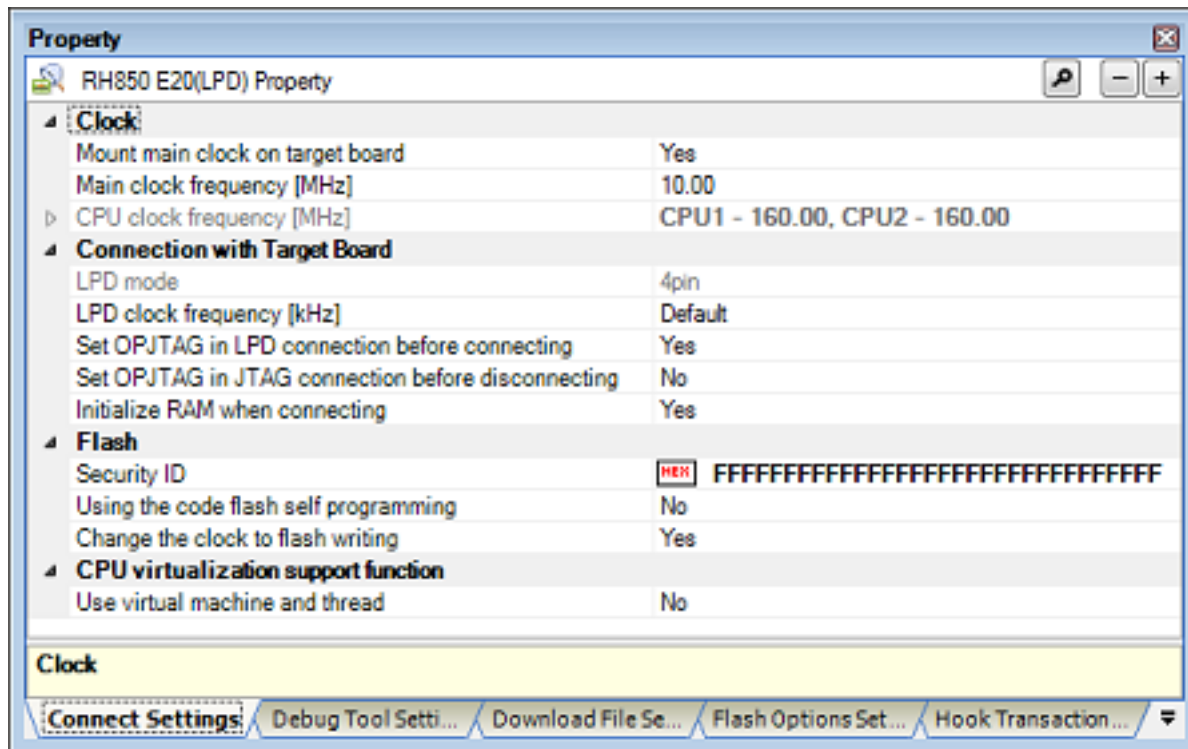 Property
RH850 E20(LPD) Property
Clock
Mount main clock on target board Yes
Main clock frequency [MHz] 10.00
CPU clock frequency [MHz] CPU1 - 160.00, CPU2 - 160.00
Connection with Target Board
LPD mode 4pin
LPD clock frequency [kHz] Default
Set OPJTAG in LPD connection before connecting Yes
Set OPJTAG in JTAG connection before disconnecting No
Initialize RAM when connecting Yes
Flash
Security ID HEX FFFFFFFFFFFFFFFFFFFFFFFFFFFFFFFF
Using the code flash self programming No
Change the clock to flash writing Yes
CPU virtualization support function
Use virtual machine and thread No
Clock
Connect Settings Debug Tool Setti... Download File Se... Flash Options Set... Hook Transaction...